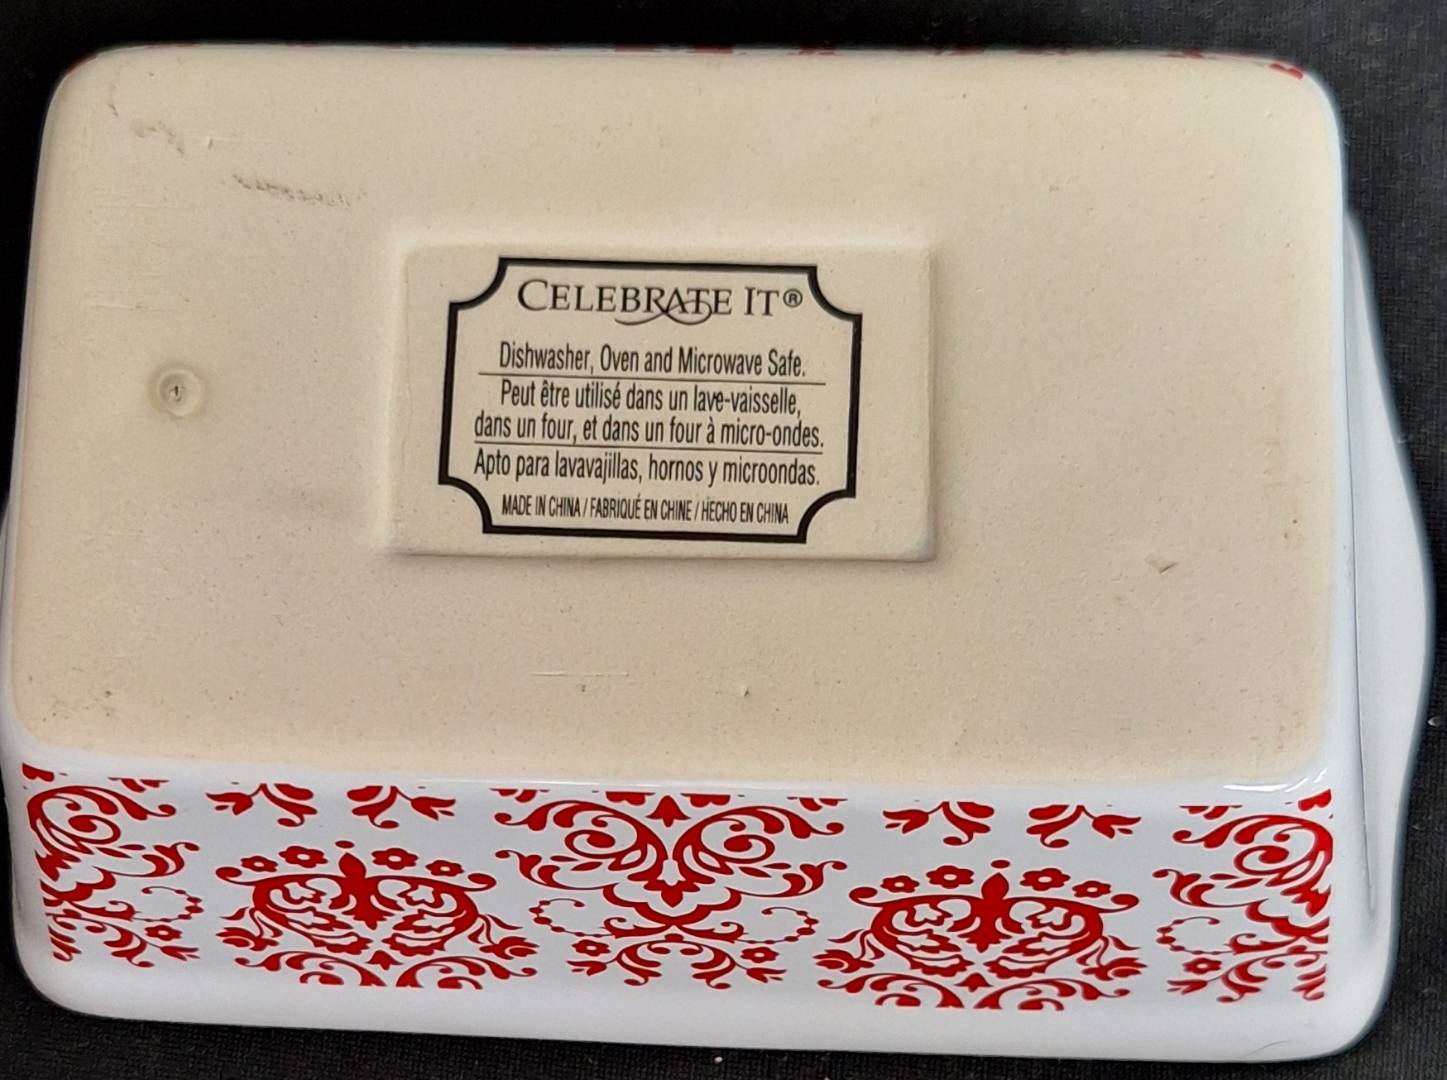 CELEBRATE IT®
Dishwasher, Oven and Microwave Safe.
Peut être utilisé dans un lave-vaisselle,
dans un four, et dans un four à micro-ondes.
Apto para lavavajillas, hornos y microondas.
MADE IN CHINA / FABRIQUÉ EN CHINE / HECHO EN CHINA